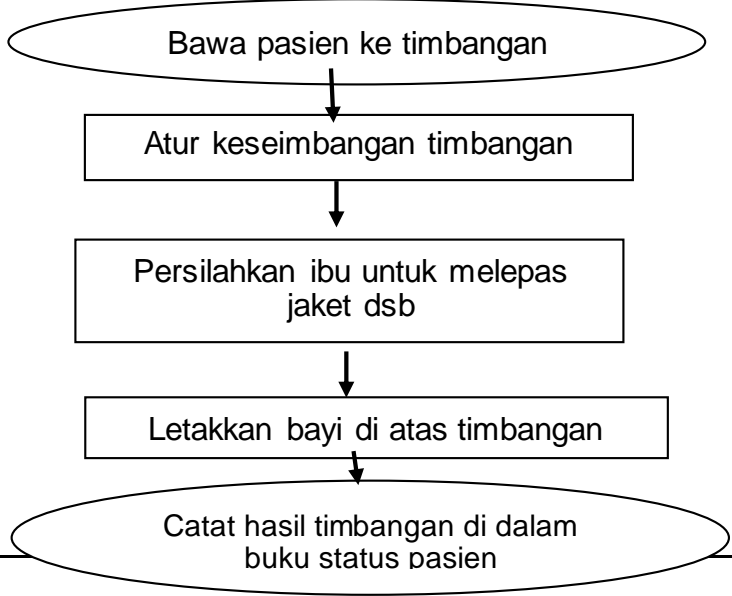 Bawa pasien ke timbangan
Atur keseimbangan timbangan
Persilahkan ibu untuk melepas
jaket dsb
Letakkan bayi di atas timbangan
Catat hasil timbangan di dalam
buku status pasien